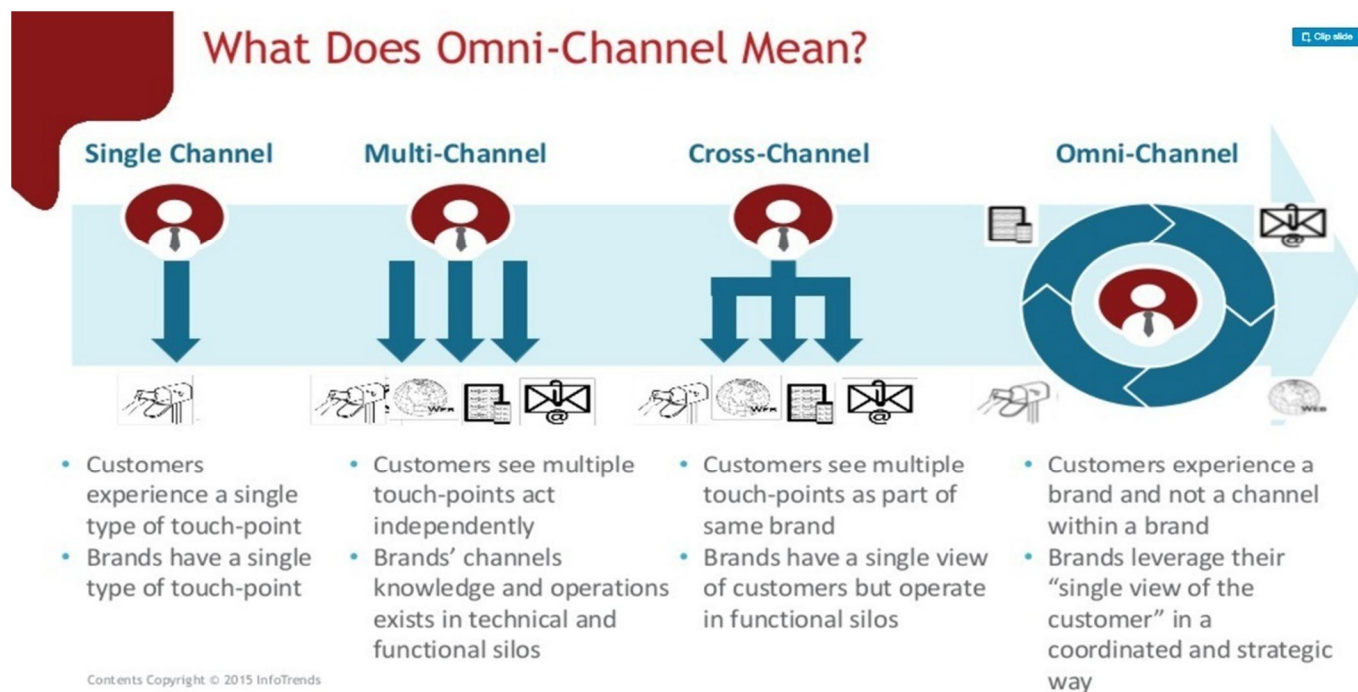 What Does Omni-Channel Mean?
Clip slide
Single Channel
Multi-Channel
Cross-Channel
Omni-Channel
WEB
@
WEB
@
@
WEB
• Customers
experience a single
type of touch-point
• Brands have a single
type of touch-point
• Customers see multiple
touch-points act
independently
• Brands’ channels
knowledge and operations
exists in technical and
functional silos
• Customers see multiple
touch-points as part of
same brand
• Brands have a single view
of customers but operate
in functional silos
• Customers experience a
brand and not a channel
within a brand
• Brands leverage their
“single view of the
customer” in a
coordinated and strategic
way
Contents Copyright © 2015 InfoTrends